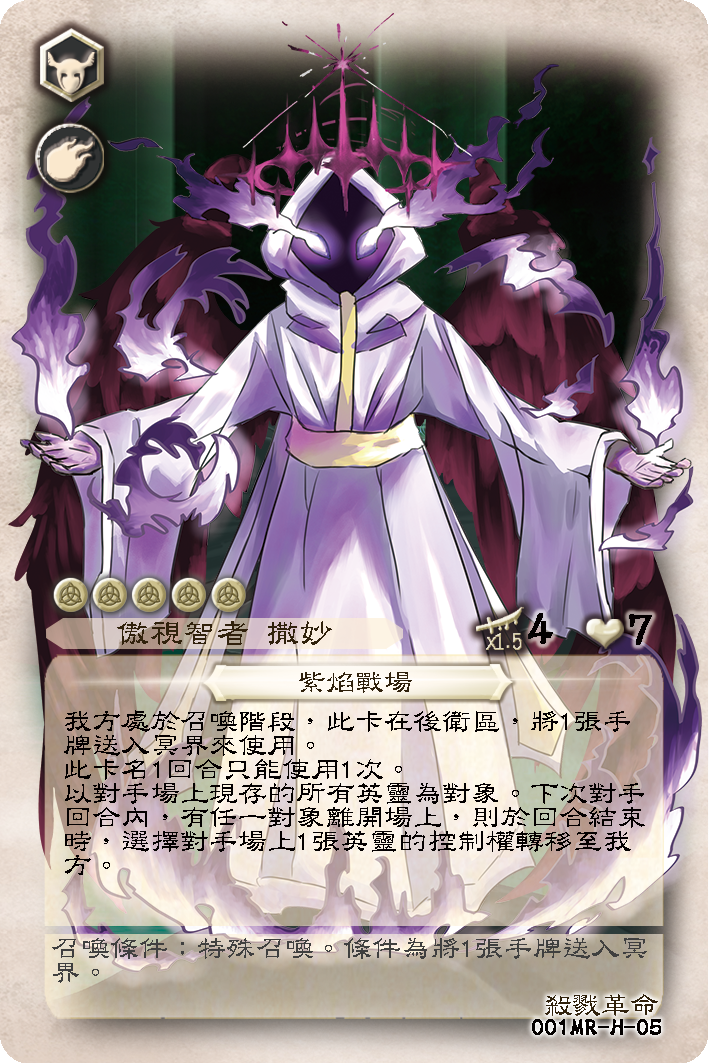 傲視智者 撒妙
x1.5 4 7
紫焰戰場
我方處於召喚階段，此卡在後衛區，將1張手
牌送入冥界來使用。
此卡名1回合只能使用1次。
以對手場上現存的所有英靈為對象。下次對手
回合內，有任一對象離開場上，則於回合結束
時，選擇對手場上1張英靈的控制權轉移至我
方。
召喚條件：特殊召喚。條件為將1張手牌送入冥
界。
殺戮革命
001MR-H-05